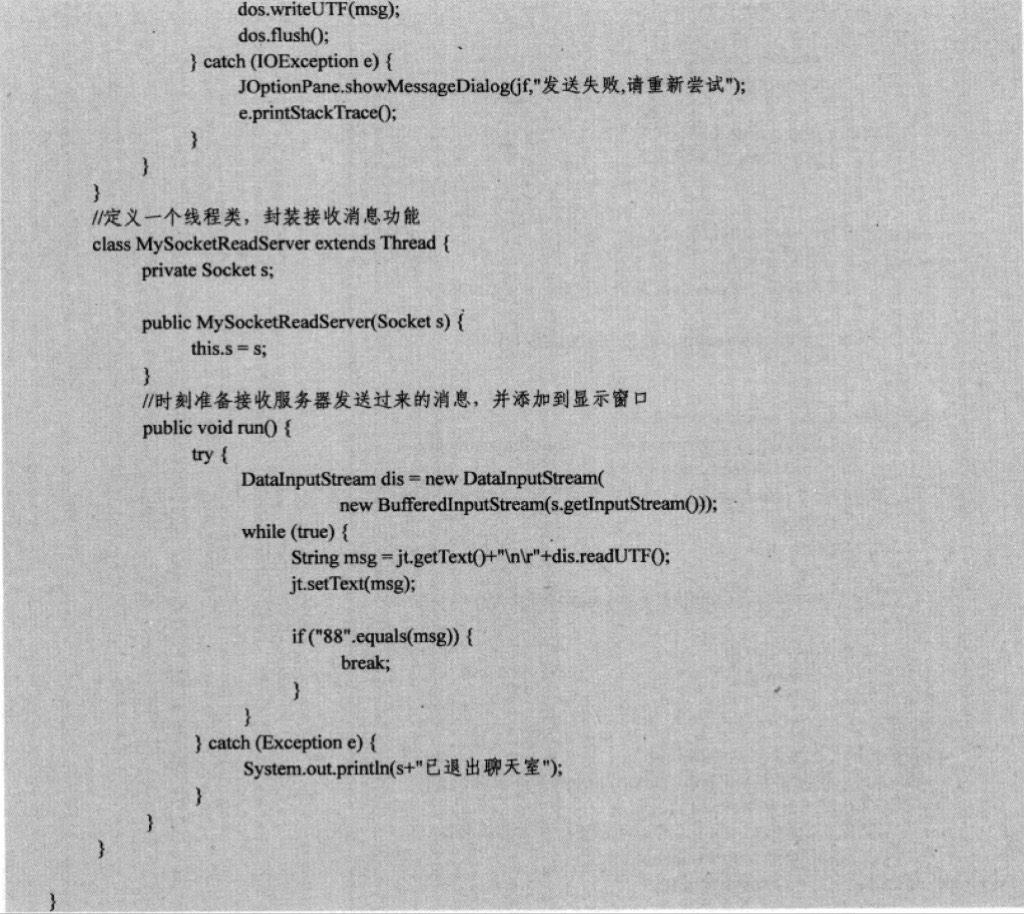 dos.writeUTF(msg);
dos.flush();
} catch (IOException e) {
JOptionPane.showMessageDialog(jf,"发送失败,请重新尝试");
e.printStackTrace();
}
}
}
//定义一个线程类，封装接收消息功能
class MySocketReadServer extends Thread {
private Socket s;
public MySocketReadServer(Socket s) {
this.s = s;
}
//时刻准备接收服务器发送过来的消息，并添加到显示窗口
public void run() {
try {
DataInputStream dis = new DataInputStream(
new BufferedInputStream(s.getInputStream()));
while (true) {
String msg = jt.getText()+"\n\r"+dis.readUTF();
jt.setText(msg);
if ("88".equals(msg)) {
break;
}
}
} catch (Exception e) {
System.out.println(s+"已退出聊天室");
}
}
}
}